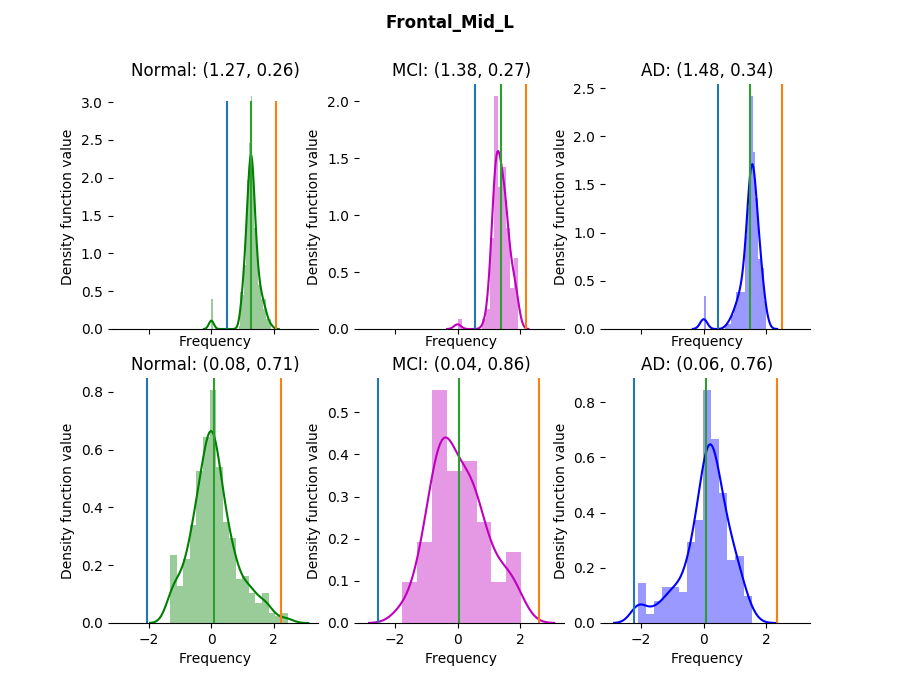 Frontal_Mid_L
Normal: (1.27, 0.26)
MCI: (1.38, 0.27)
AD: (1.48, 0.34)
Density function value
3.0
2.5
2.0
1.5
1.0
0.5
0.0
Frequency
Density function value
2.0
1.5
1.0
0.5
0.0
Frequency
Density function value
2.5
2.0
1.5
1.0
0.5
0.0
Frequency
Normal: (0.08, 0.71)
MCI: (0.04, 0.86)
AD: (0.06, 0.76)
Density function value
0.8
0.6
0.4
0.2
0.0
−2 0 2
Frequency
Density function value
0.5
0.4
0.3
0.2
0.1
0.0
−2 0 2
Frequency
Density function value
0.8
0.6
0.4
0.2
0.0
−2 0 2
Frequency